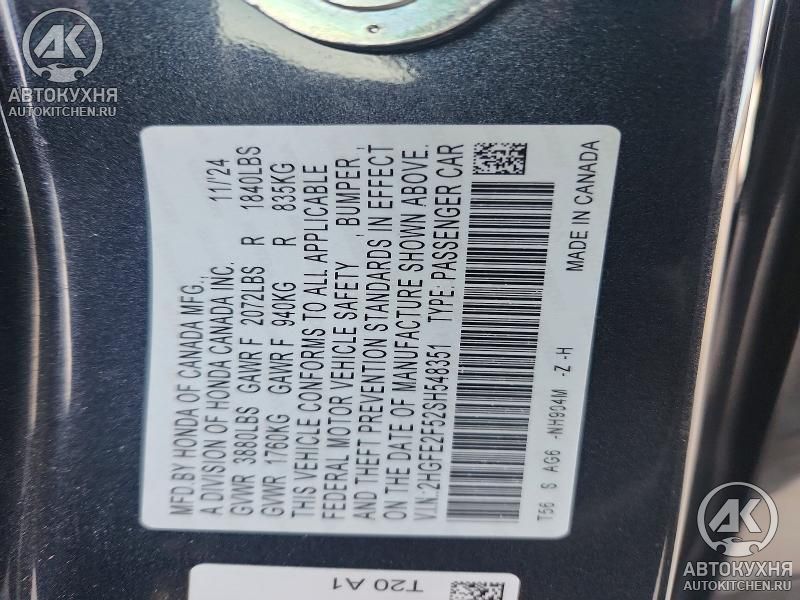 AK
АВТОКУХНЯ
AUTOKITCHEN.RU
MFD.BY HONDA OF CANADA MFG.,
A DIVISION OF HONDA CANADA INC. 11/'24
GVWR 3880LBS GAWR F 2072LBS R 1840LBS
GVWR 1760KG GAWR F 940KG R 835KG
THIS VEHICLE CONFORMS TO ALL APPLICABLE
FEDERAL MOTOR VEHICLE SAFETY , BUMPER ,
AND THEFT PREVENTION STANDARDS IN EFFECT
ON THE DATE OF MANUFACTURE SHOWN ABOVE.
V.I.N.:2HGFE2F52SH548351 TYPE: PASSENGER CAR
T56 S AG6 -NH904M -Z -H
MADE IN CANADA
T20 A1
AK
АВТОКУХНЯ
AUTOKITCHEN.RU